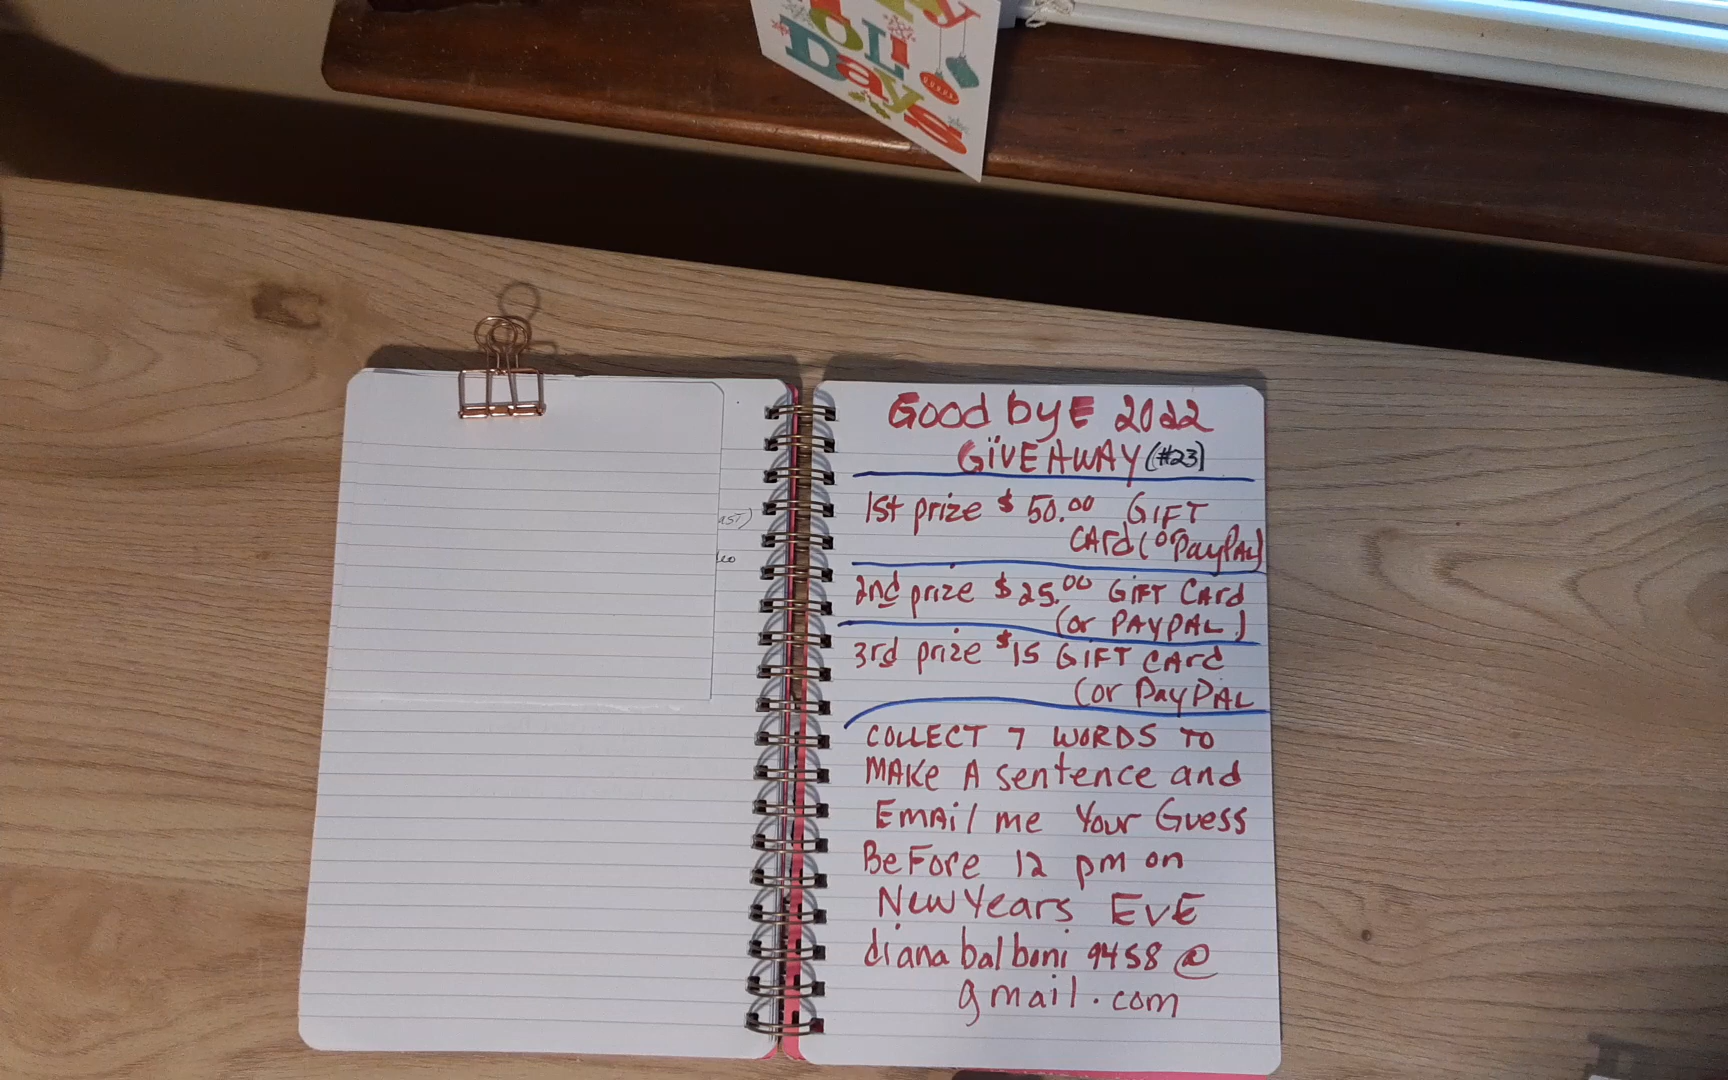 HOLI
Days
Good byE 2022
GiVEAWAY (#23)
1st prize $50.00 GIFT
CArd (or PayPAL)
2nd prize $25.00 GIFT CArd
(or PAYPAL)
3rd prize $15 GIFT CArd
(or PayPAL
COLLECT 7 WORDS TO
MAKe A sentence and
EMAil me Your Guess
BeFore 12 pm on
New Years EvE
dianabalboni9458@
gmail.com